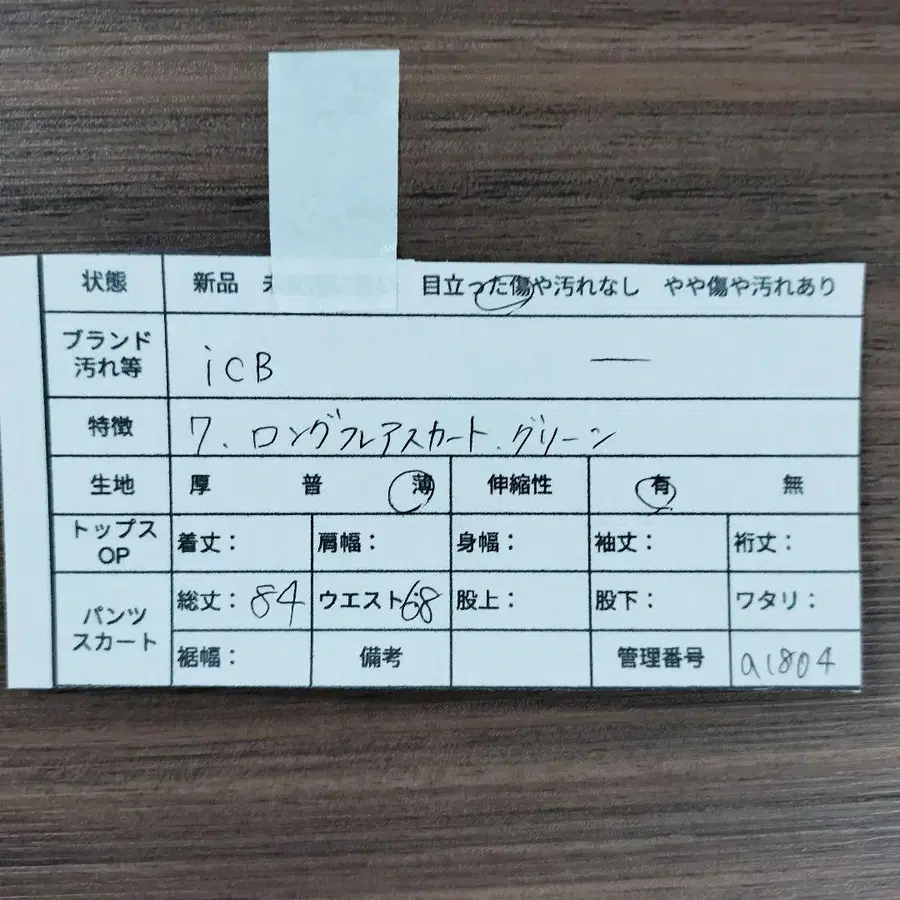 状態 新品 未 目立った傷や汚れなし やや傷や汚れあり
ブランド
汚れ等 iCB ー
特徴 7. ロングフレアスカート.グリーン
生地 厚 普 薄 伸縮性 有 無
トップス
OP 着丈: 肩幅: 身幅: 袖丈: 裄丈:
パンツ
スカート 総丈:84 ウエスト:68 股上: 股下: ワタリ:
裾幅: 備考 管理番号 a1804